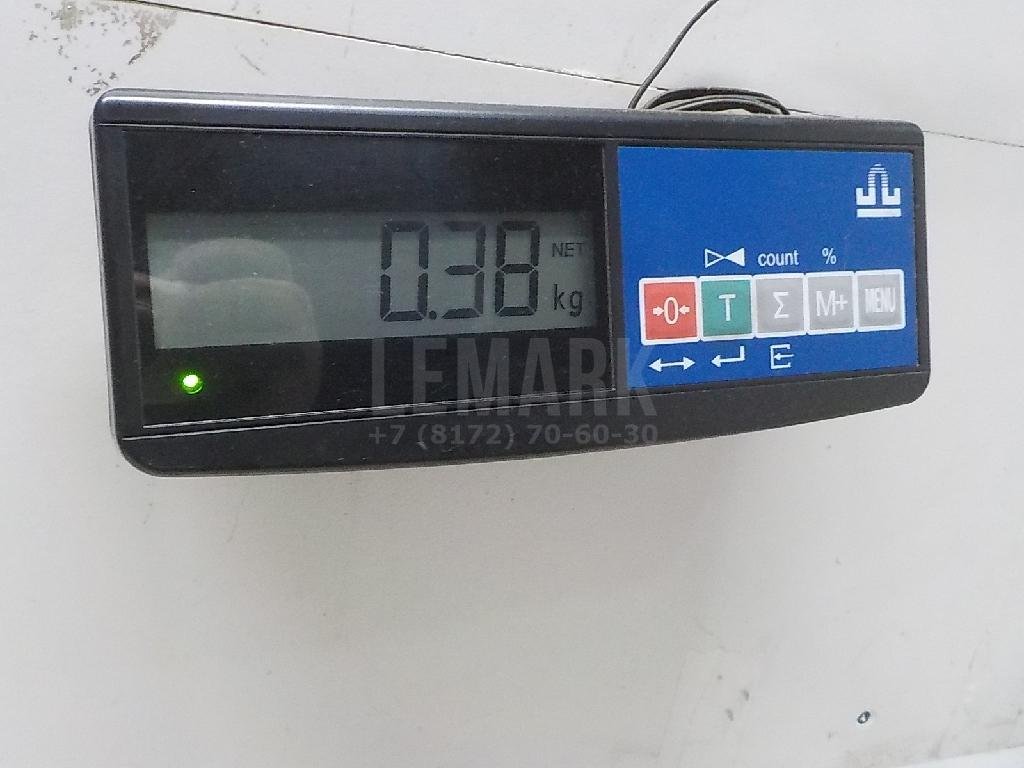 0.38 NET
kg
count %
→0← T Σ M+ MENU
LEMARK
+7 (8172) 70-60-30